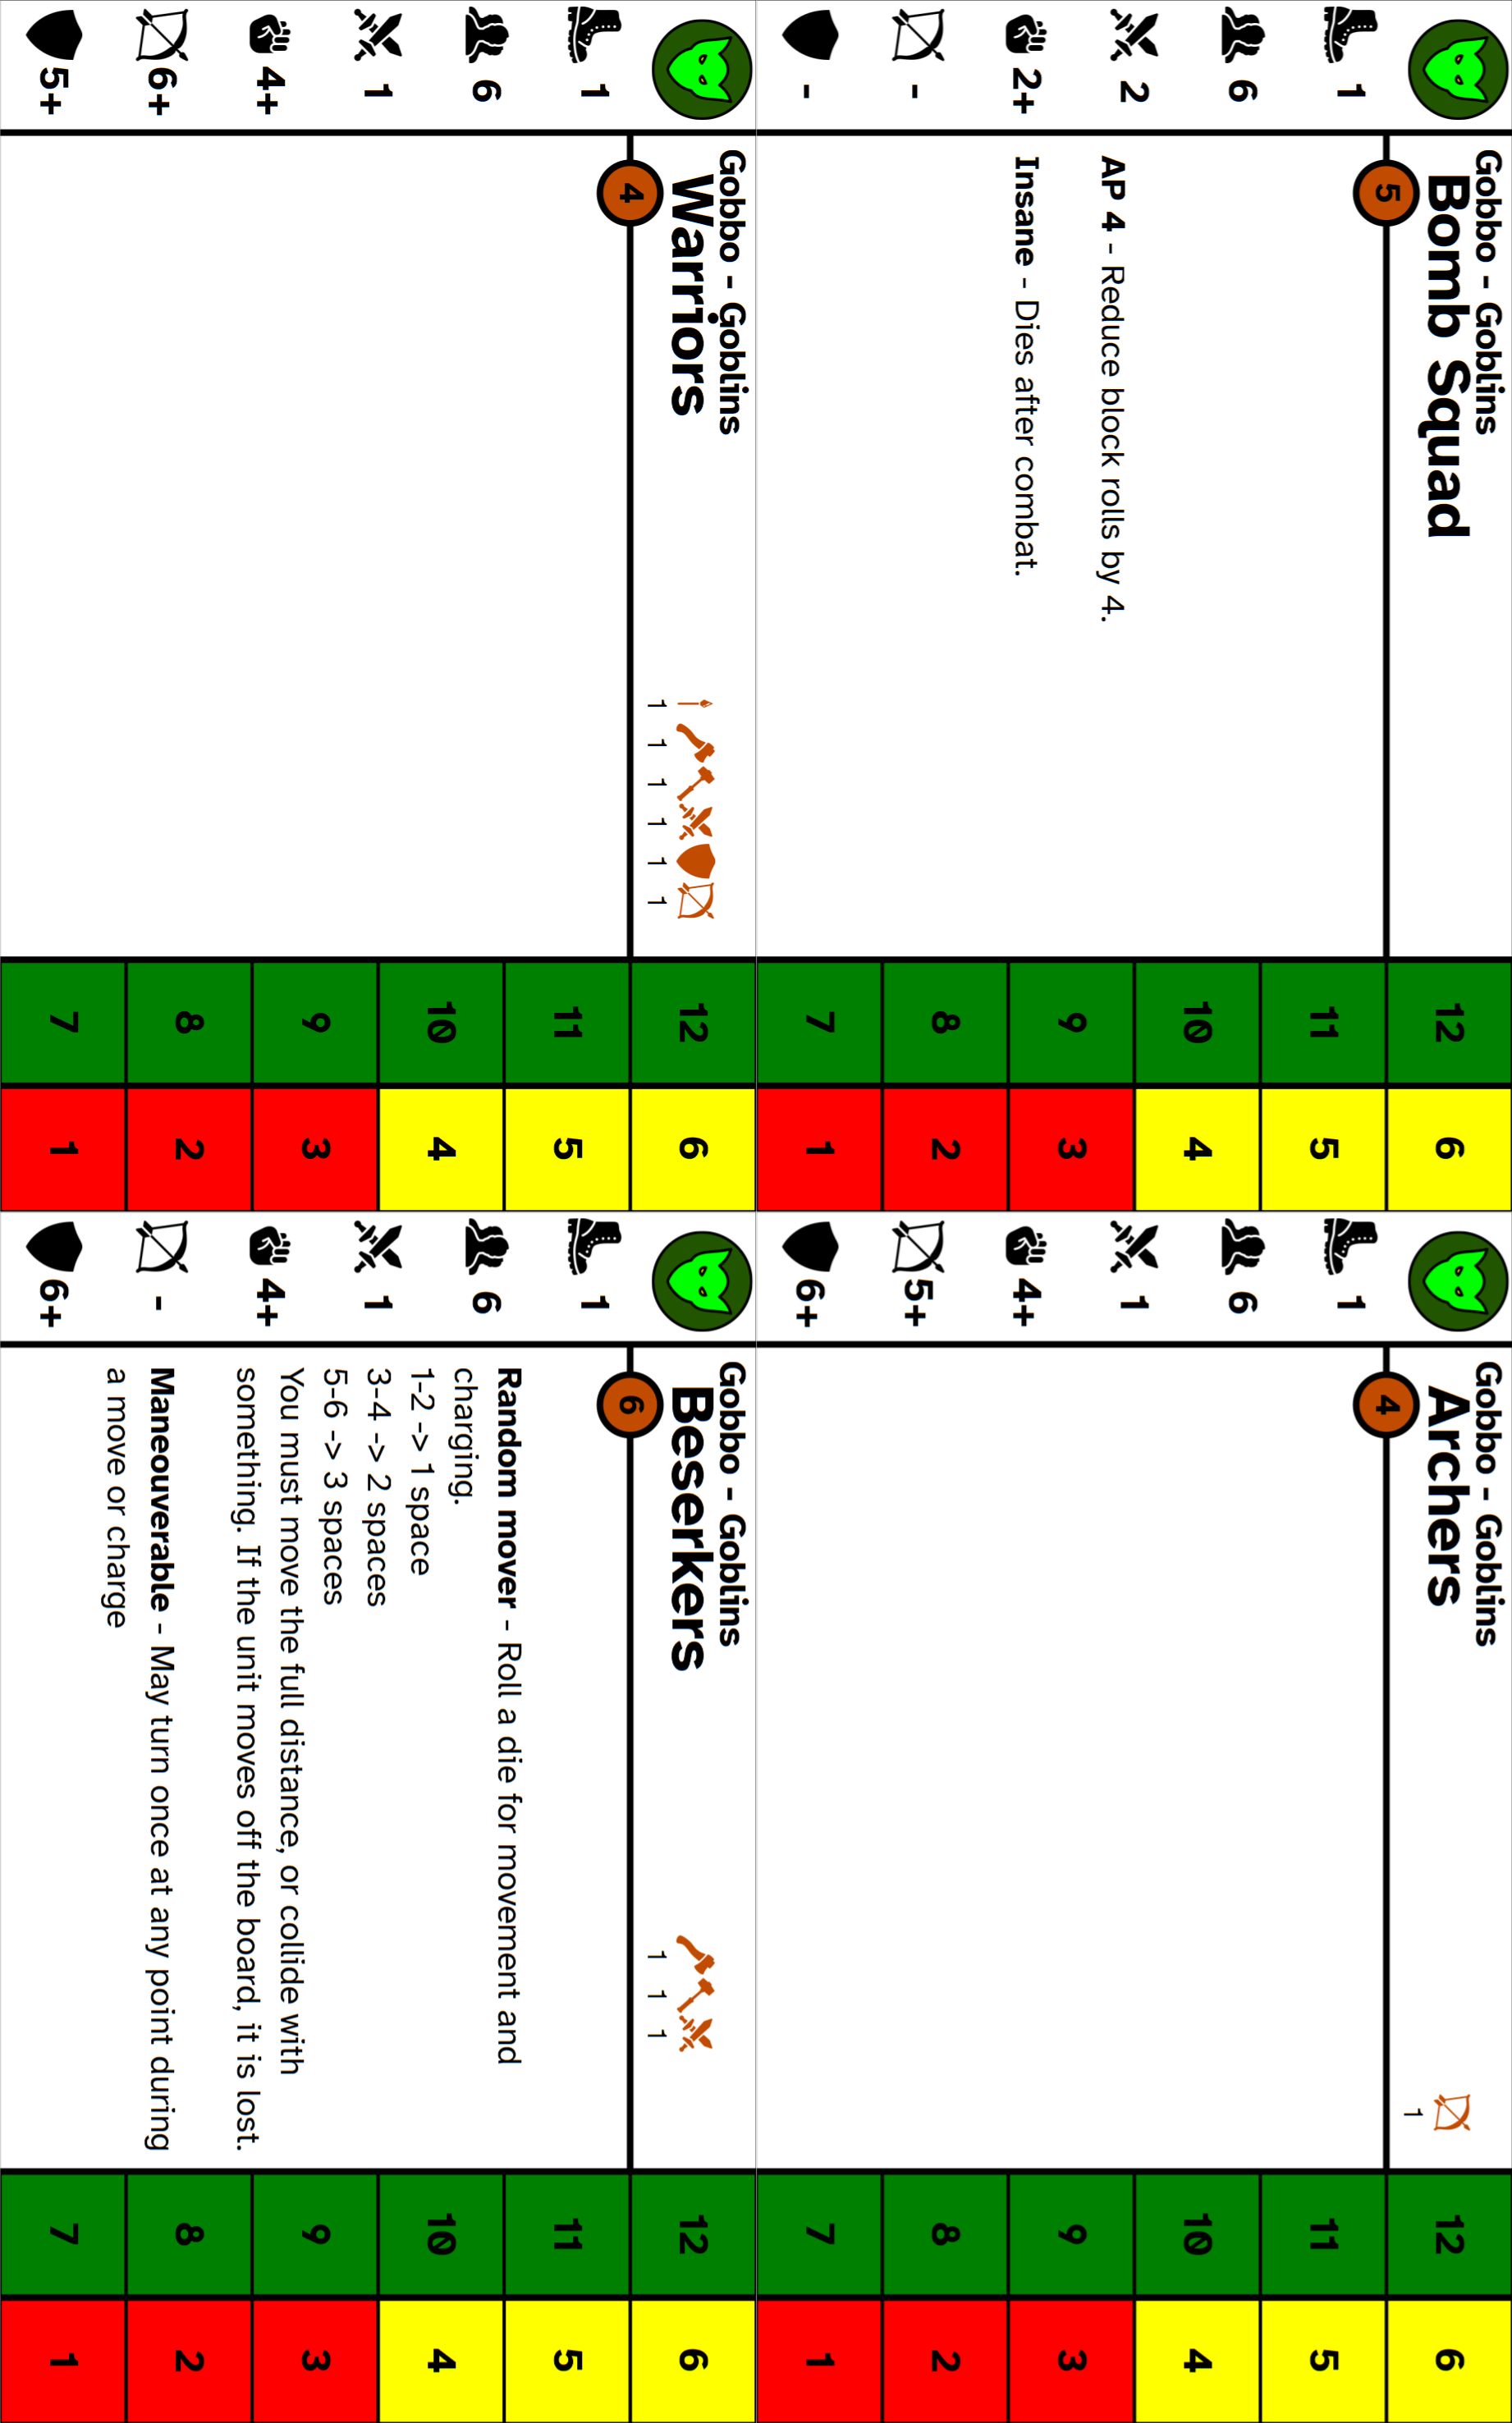 Gobbo - Goblins
Bomb Squad
5
1
6
2
2+
-
-
AP 4 - Reduce block rolls by 4.
Insane - Dies after combat.
12 6
11 5
10 4
9 3
8 2
7 1
Gobbo - Goblins
Archers
1
4
1
6
1
4+
5+
6+
12 6
11 5
10 4
9 3
8 2
7 1
Gobbo - Goblins
Warriors
1 1 1 1 1 1
4
1
6
1
4+
6+
5+
12 6
11 5
10 4
9 3
8 2
7 1
Gobbo - Goblins
Beserkers
1 1 1
6
1
6
1
4+
-
6+
Random mover - Roll a die for movement and
charging.
1-2 -> 1 space
3-4 -> 2 spaces
5-6 -> 3 spaces
You must move the full distance, or collide with
something. If the unit moves off the board, it is lost.
Maneouverable - May turn once at any point during
a move or charge
12 6
11 5
10 4
9 3
8 2
7 1